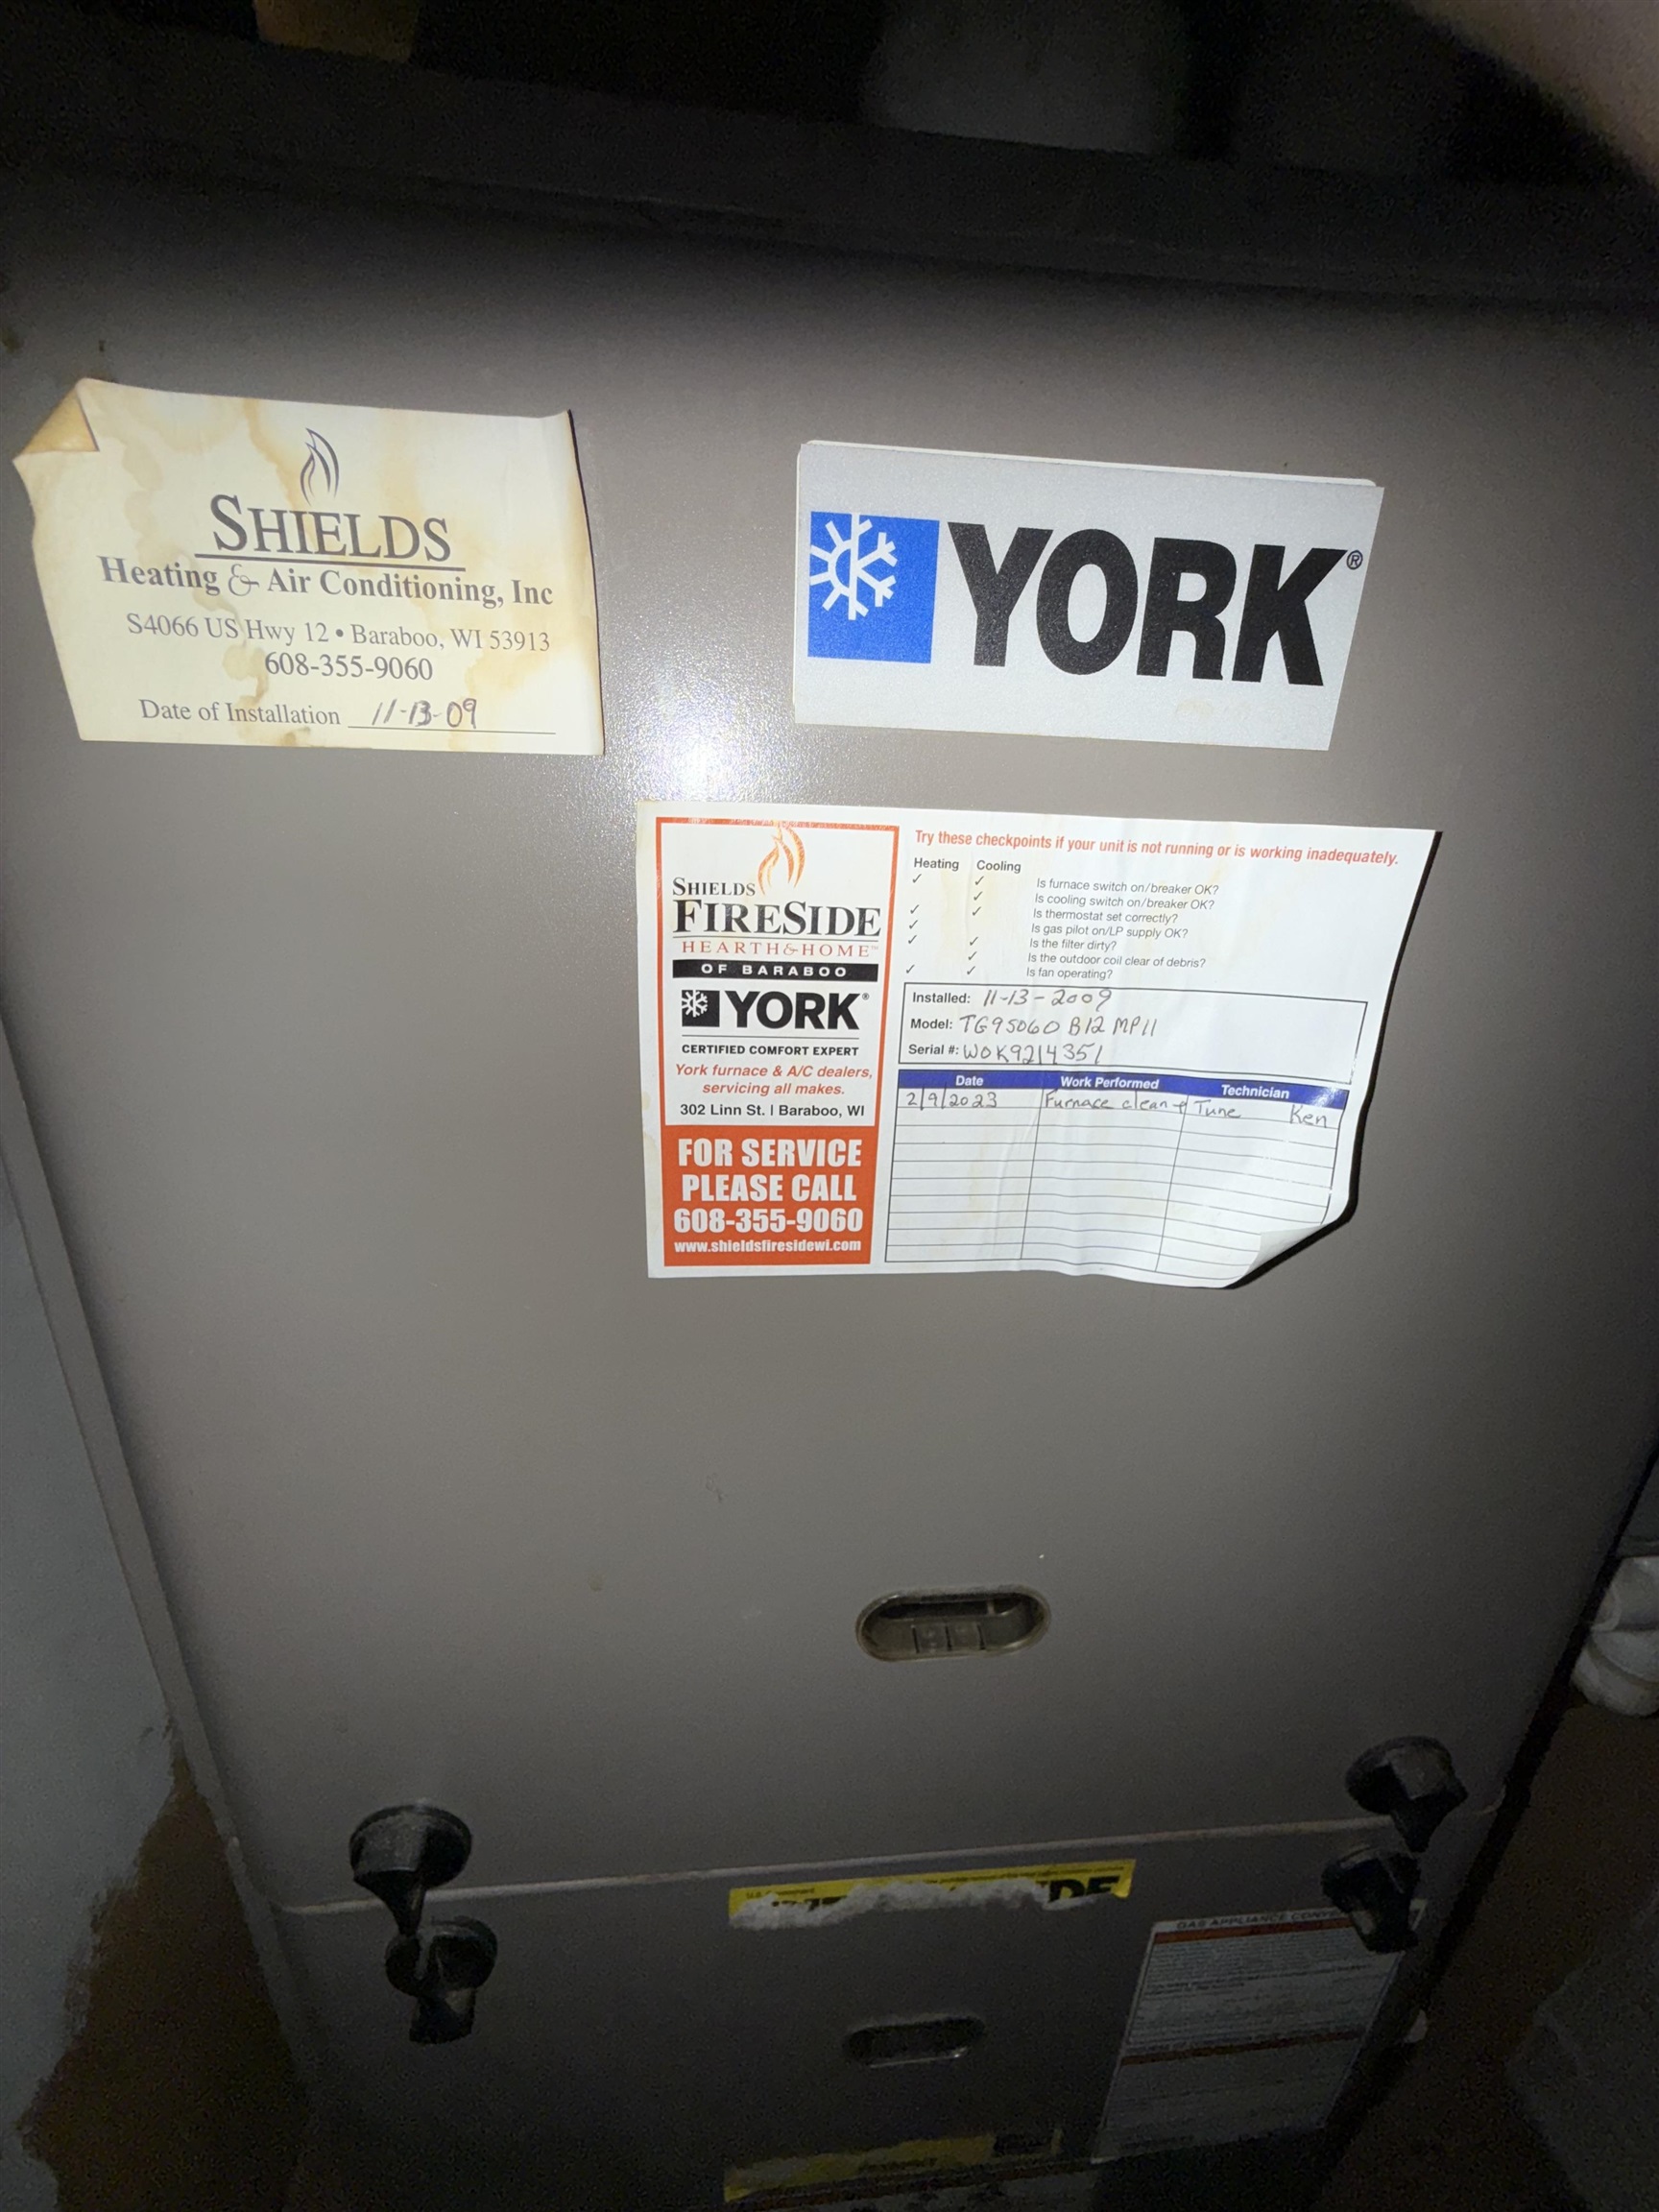 SHIELDS
Heating & Air Conditioning, Inc
S4066 US Hwy 12 • Baraboo, WI 53913
608-355-9060
Date of Installation 11-13-09
YORK®
SHIELDS
FIRESIDE
HEARTH & HOME™
OF BARABOO
YORK®
CERTIFIED COMFORT EXPERT
York furnace & A/C dealers,
servicing all makes.
302 Linn St. | Baraboo, WI
FOR SERVICE
PLEASE CALL
608-355-9060
www.shieldsfiresidewi.com
Try these checkpoints if your unit is not running or is working inadequately.
Heating Cooling
✓ ✓ Is furnace switch on/breaker OK?
✓ Is cooling switch on/breaker OK?
✓ ✓ Is thermostat set correctly?
✓ Is gas pilot on/LP supply OK?
✓ ✓ Is the filter dirty?
✓ Is the outdoor coil clear of debris?
✓ ✓ Is fan operating?
Installed: 11-13-2009
Model: TG95060B12MP11
Serial #: W0K9214351
Date Work Performed Technician
2/9/2023 Furnace clean + Tune Ken
GAS APPLIANCE